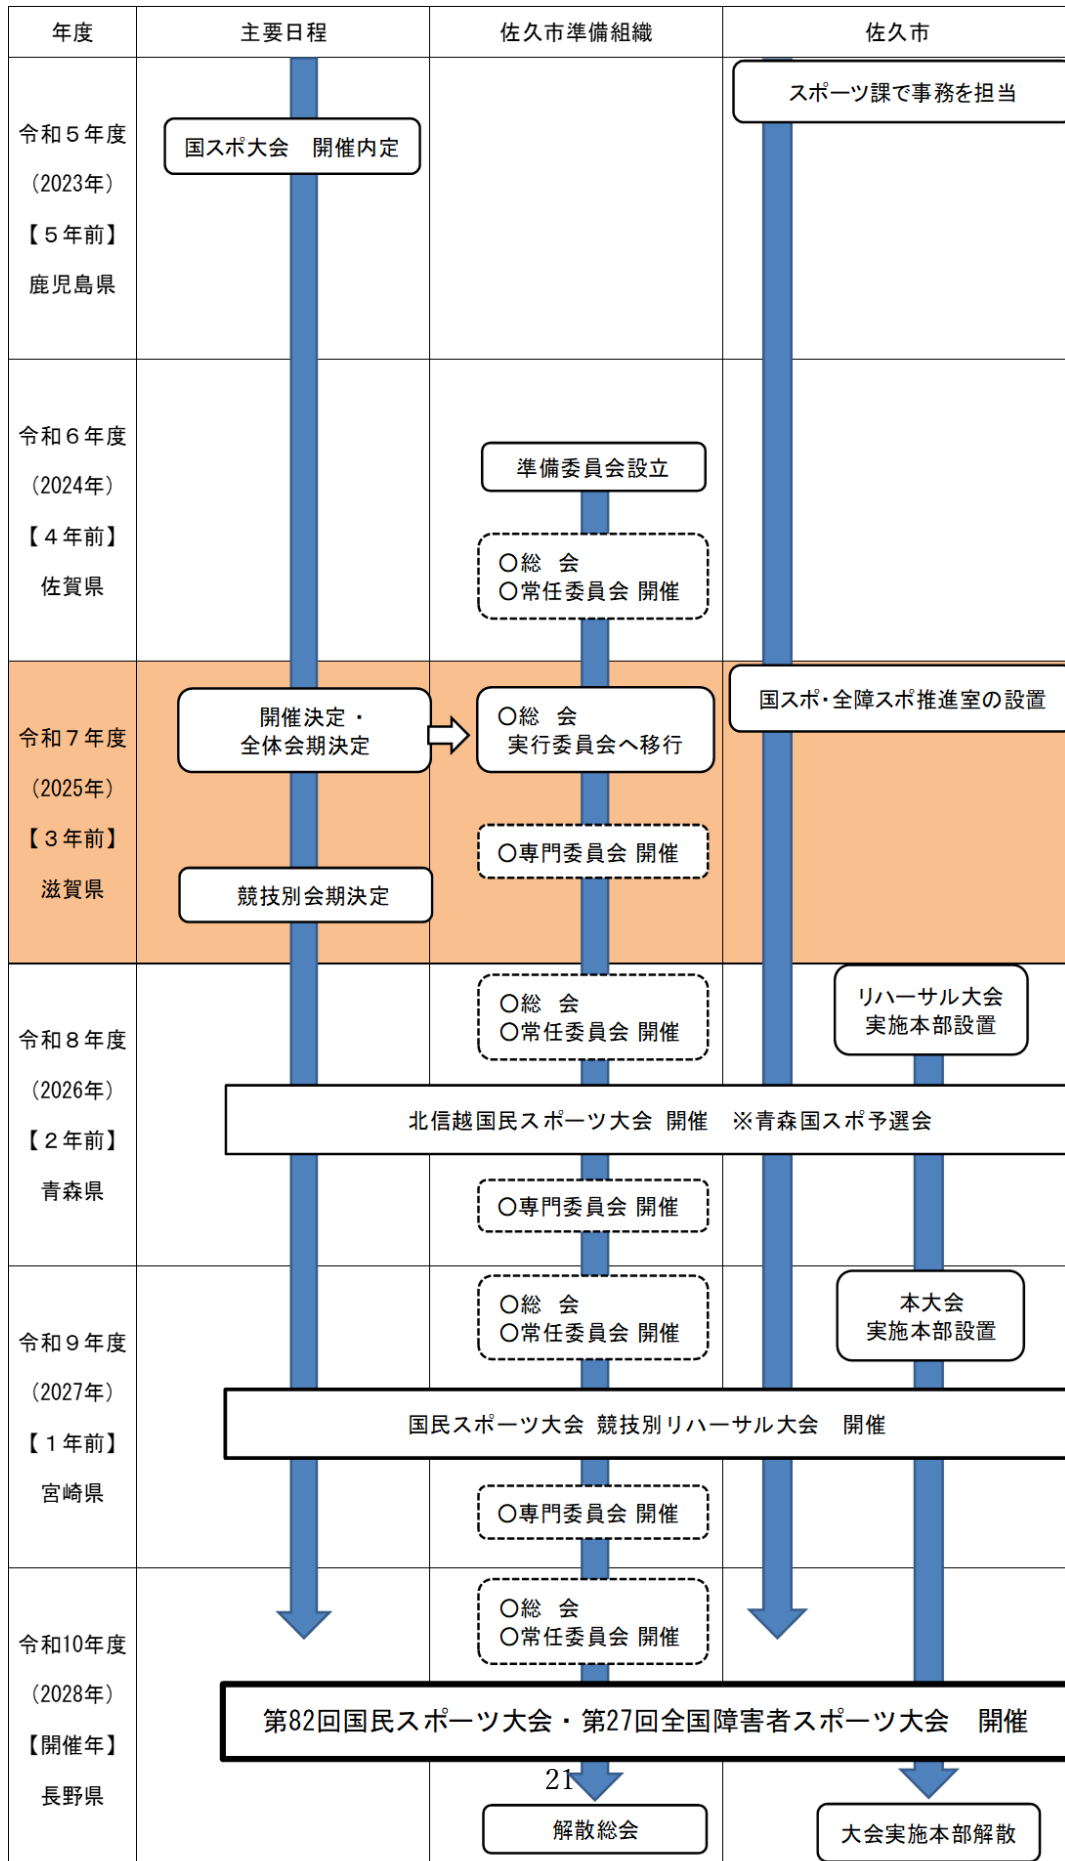 年度
主要日程
佐久市準備組織
佐久市
令和５年度
（2023年）
【５年前】
鹿児島県
国スポ大会　開催内定
スポーツ課で事務を担当
令和６年度
（2024年）
【４年前】
佐賀県
準備委員会設立
〇総　会
〇常任委員会 開催
令和７年度
（2025年）
【３年前】
滋賀県
開催決定・
全体会期決定
〇総　会
実行委員会へ移行
国スポ・全障スポ推進室の設置
〇専門委員会 開催
競技別会期決定
令和８年度
（2026年）
【２年前】
青森県
〇総　会
〇常任委員会 開催
リハーサル大会
実施本部設置
北信越国民スポーツ大会 開催　※青森国スポ予選会
〇専門委員会 開催
令和９年度
（2027年）
【１年前】
宮崎県
〇総　会
〇常任委員会 開催
本大会
実施本部設置
国民スポーツ大会 競技別リハーサル大会　開催
〇専門委員会 開催
令和10年度
（2028年）
【開催年】
長野県
〇総　会
〇常任委員会 開催
第82回国民スポーツ大会・第27回全国障害者スポーツ大会　開催
21
解散総会
大会実施本部解散